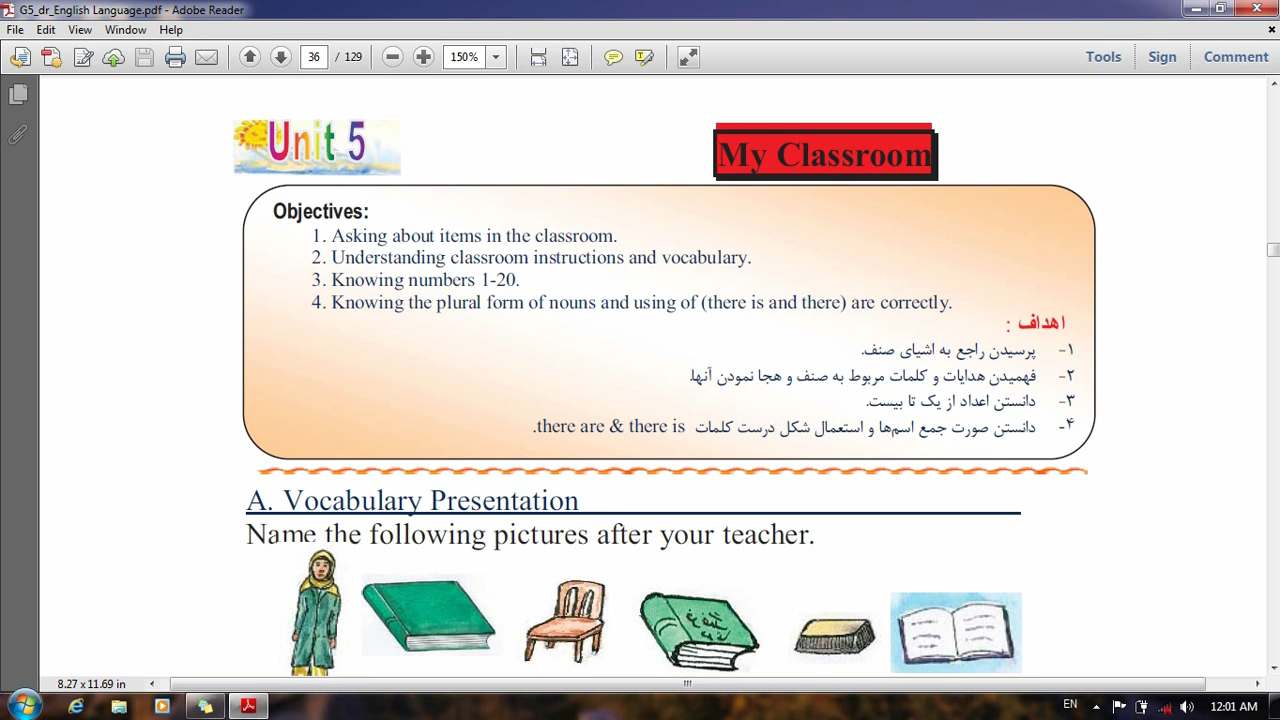 G5_dr_English Language.pdf - Adobe Reader
File Edit View Window Help
36 / 129 150% Tools Sign Comment
Unit 5
My Classroom
Objectives:
1. Asking about items in the classroom.
2. Understanding classroom instructions and vocabulary.
3. Knowing numbers 1-20.
4. Knowing the plural form of nouns and using of (there is and there) are correctly.
اهداف :
۱- پرسیدن راجع به اشیای صنف.
۲- فهمیدن هدایات و کلمات مربوط به صنف و هجا نمودن آنها.
۳- دانستن اعداد از یک تا بیست.
۴- دانستن صورت جمع اسم‌ها و استعمال شکل درست کلمات there are & there is.
A. Vocabulary Presentation
Name the following pictures after your teacher.
8.27 x 11.69 in
EN 12:01 AM